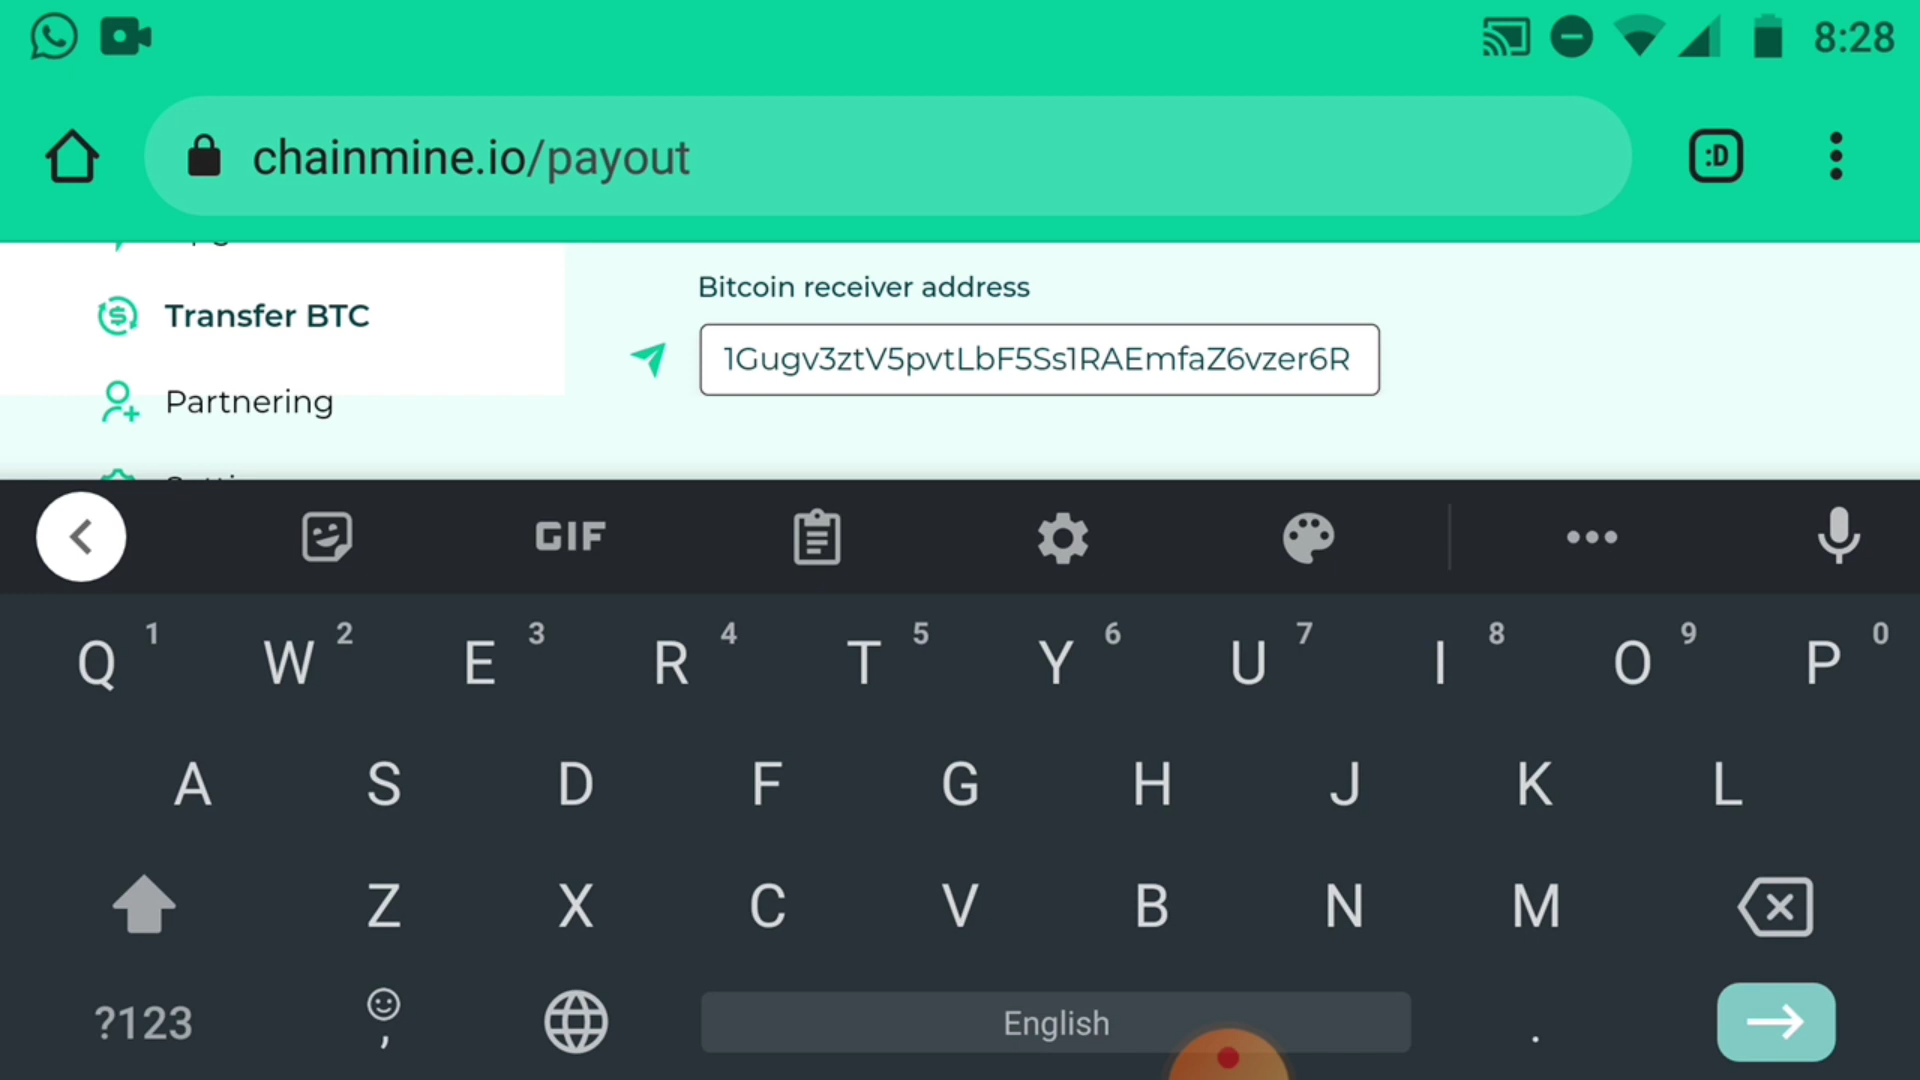 8:28
chainmine.io/payout
:D
Transfer BTC
Partnering
Bitcoin receiver address
1Gugv3ztV5pvtLbF5Ss1RAEmfaZ6vzer6R
GIF
Q 1 W 2 E 3 R 4 T 5 Y 6 U 7 I 8 O 9 P 0
A S D F G H J K L
Z X C V B N M
?123 , English .